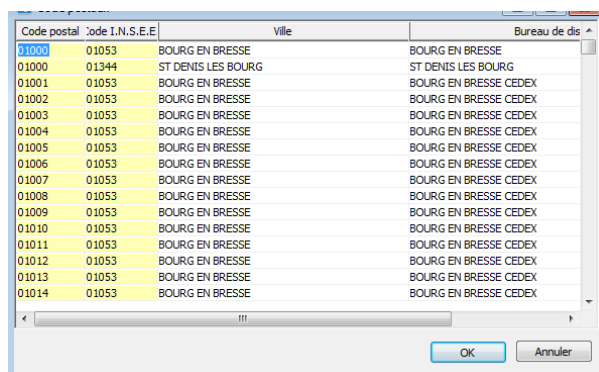 Code postal Code I.N.S.E.E Ville Bureau de dis
01000 01053 BOURG EN BRESSE BOURG EN BRESSE
01000 01344 ST DENIS LES BOURG ST DENIS LES BOURG
01001 01053 BOURG EN BRESSE BOURG EN BRESSE CEDEX
01002 01053 BOURG EN BRESSE BOURG EN BRESSE CEDEX
01003 01053 BOURG EN BRESSE BOURG EN BRESSE CEDEX
01004 01053 BOURG EN BRESSE BOURG EN BRESSE CEDEX
01005 01053 BOURG EN BRESSE BOURG EN BRESSE CEDEX
01006 01053 BOURG EN BRESSE BOURG EN BRESSE CEDEX
01007 01053 BOURG EN BRESSE BOURG EN BRESSE CEDEX
01008 01053 BOURG EN BRESSE BOURG EN BRESSE CEDEX
01009 01053 BOURG EN BRESSE BOURG EN BRESSE CEDEX
01010 01053 BOURG EN BRESSE BOURG EN BRESSE CEDEX
01011 01053 BOURG EN BRESSE BOURG EN BRESSE CEDEX
01012 01053 BOURG EN BRESSE BOURG EN BRESSE CEDEX
01013 01053 BOURG EN BRESSE BOURG EN BRESSE CEDEX
01014 01053 BOURG EN BRESSE BOURG EN BRESSE CEDEX
OK Annuler